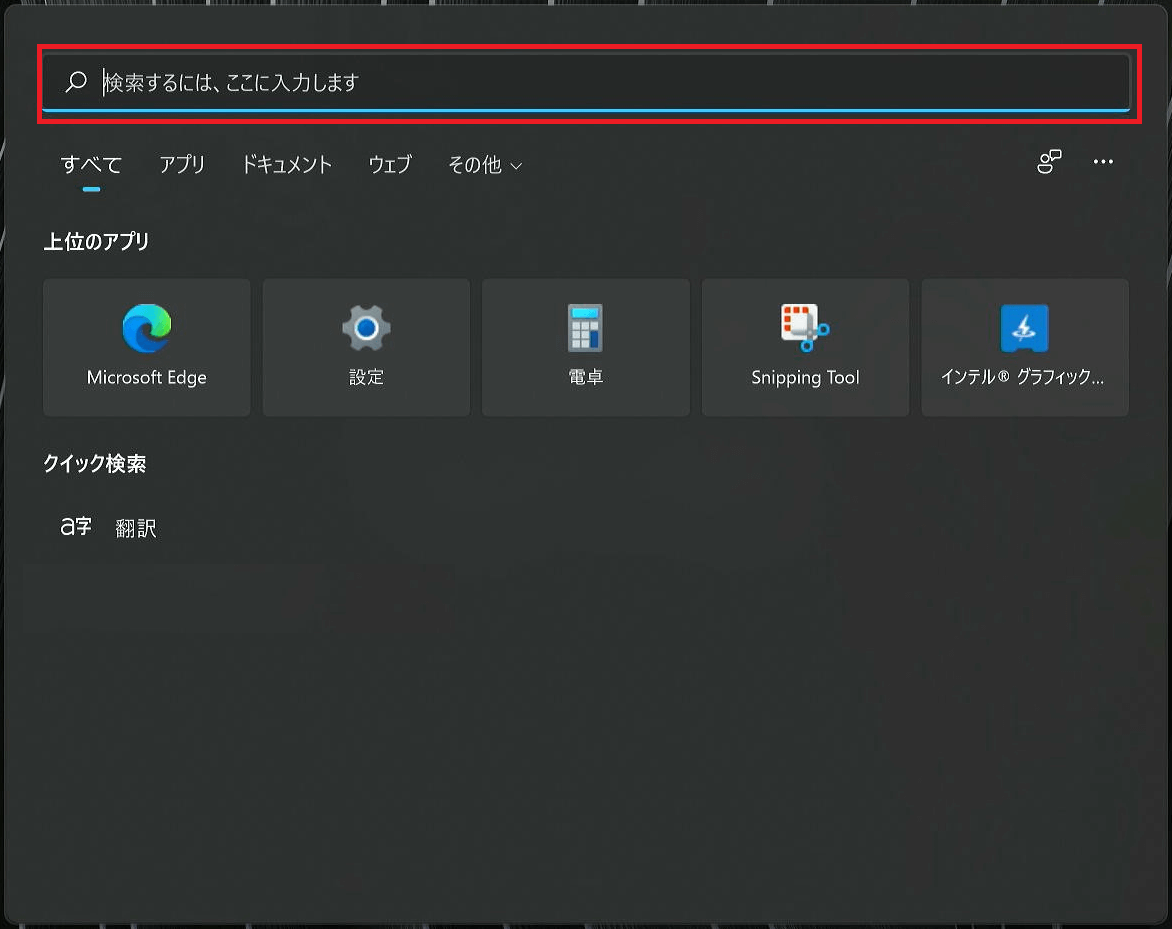 検索するには、ここに入力します
すべて アプリ ドキュメント ウェブ その他
上位のアプリ
Microsoft Edge 設定 電卓 Snipping Tool インテル® グラフィック...
クイック検索
a字 翻訳